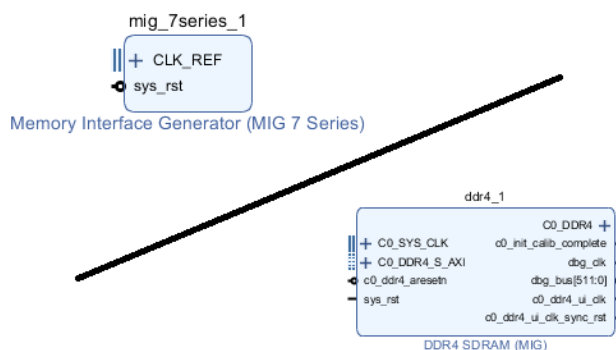 mig_7series_1
CLK_REF
sys_rst
Memory Interface Generator (MIG 7 Series)
ddr4_1
C0_DDR4
C0_SYS_CLK
c0_init_calib_complete
C0_DDR4_S_AXI
dbg_clk
c0_ddr4_aresetn
dbg_bus[511:0]
sys_rst
c0_ddr4_ui_clk
c0_ddr4_ui_clk_sync_rst
DDR4 SDRAM (MIG)